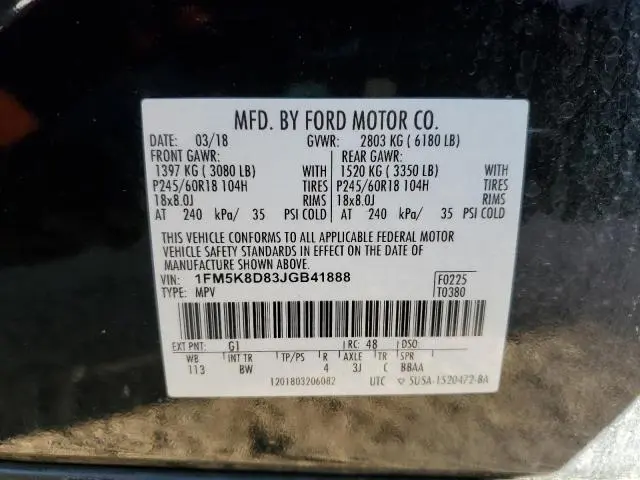 MFD. BY FORD MOTOR CO.
DATE: 03/18 GVWR: 2803 KG ( 6180 LB)
FRONT GAWR: REAR GAWR:
1397 KG ( 3080 LB) WITH 1520 KG ( 3350 LB) WITH
P245/60R18 104H TIRES P245/60R18 104H TIRES
18x8.0J RIMS 18x8.0J RIMS
AT 240 kPa/ 35 PSI COLD AT 240 kPa/ 35 PSI COLD
THIS VEHICLE CONFORMS TO ALL APPLICABLE FEDERAL MOTOR
VEHICLE SAFETY STANDARDS IN EFFECT ON THE DATE OF
MANUFACTURE SHOWN ABOVE.
VIN: 1FM5K8D83JGB41888 F0225
TYPE: MPV T0380
EXT PNT: G1 RC: 48 DSO:
WB INT TR TP/PS R AXLE TR SPR
113 BW 4 3J C BBAA
1201803206082 UTC ▽ 5U5A-1520472-BA